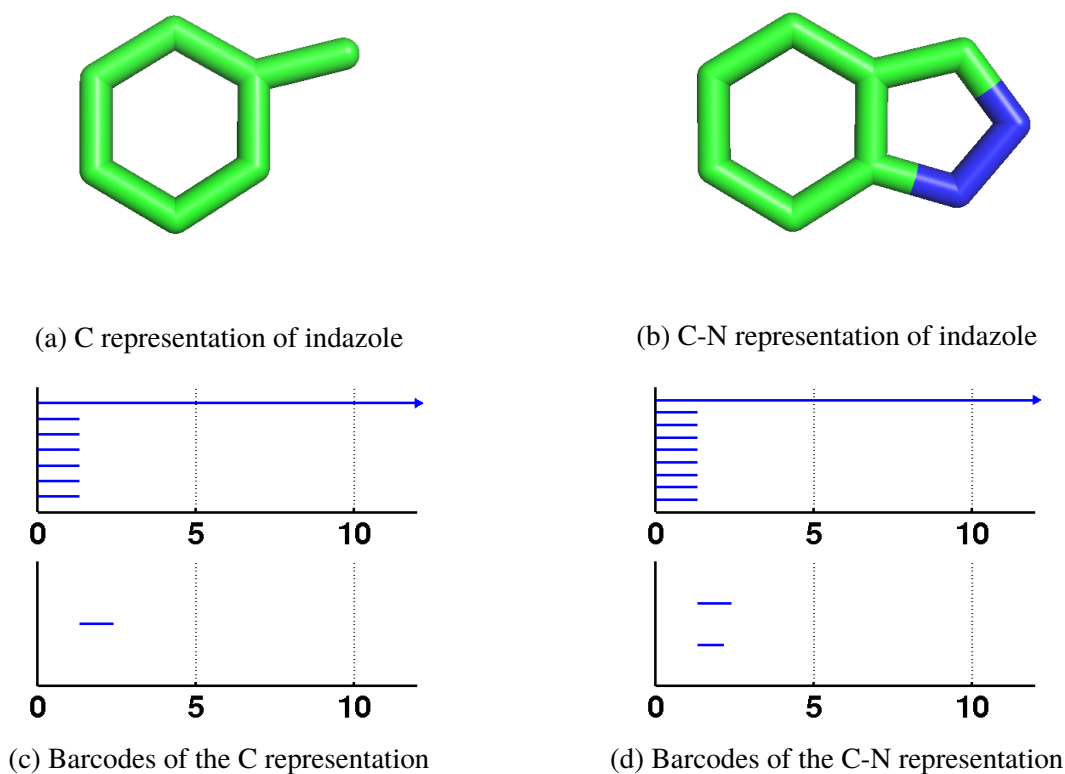 (a) C representation of indazole
(b) C-N representation of indazole
0 5 10
0 5 10
0 5 10
0 5 10
(c) Barcodes of the C representation
(d) Barcodes of the C-N representation